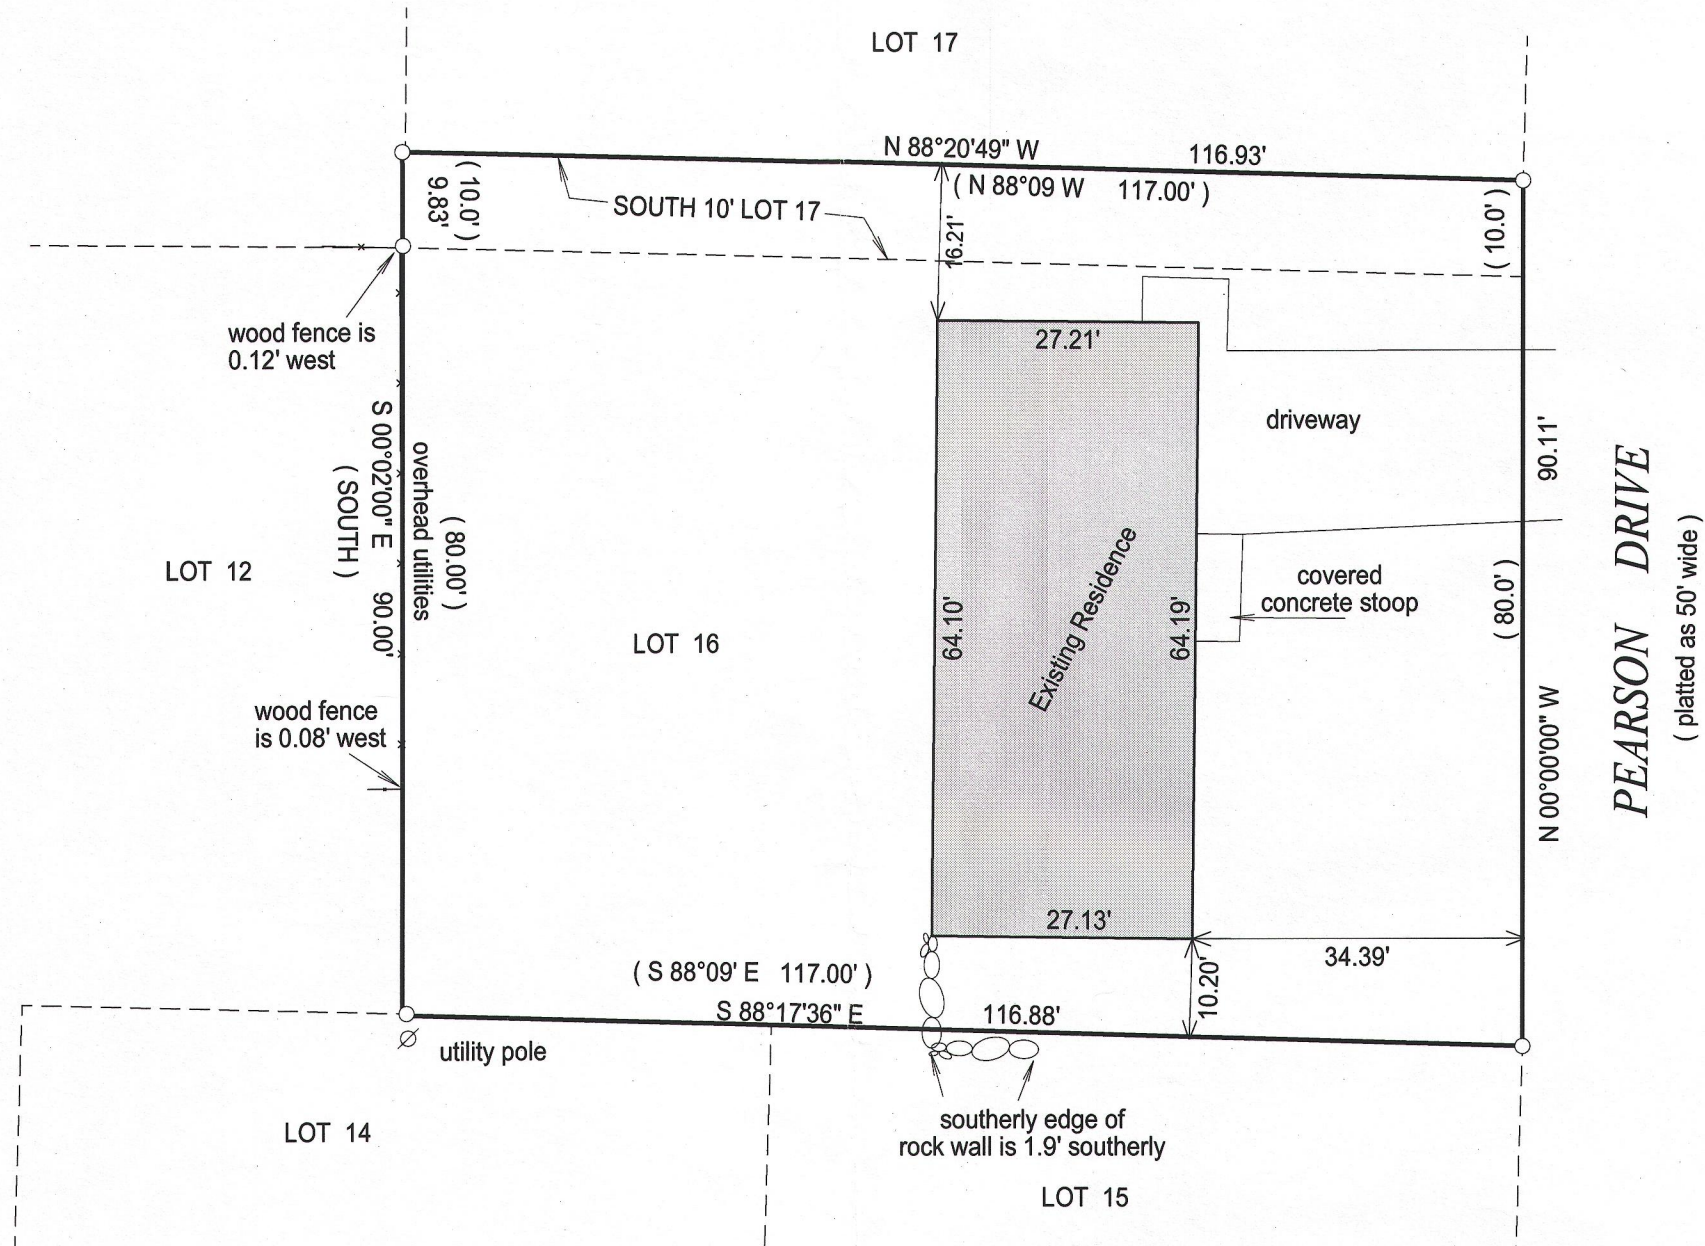 LOT 17
N 88°20'49" W 116.93'
( N 88°09 W 117.00' )
( 10.0' )
9.83'
SOUTH 10' LOT 17
16.21'
( 10.0' )
wood fence is
0.12' west
27.21'
driveway
90.11'
S 00°02'00" E 90.00'
( SOUTH )
overhead utilities
( 80.00' )
LOT 12
LOT 16
64.10'
Existing Residence
64.19'
covered
concrete stoop
( 80.0' )
N 00°00'00" W
PEARSON DRIVE
( platted as 50' wide )
wood fence
is 0.08' west
27.13'
34.39'
10.20'
( S 88°09' E 117.00' )
S 88°17'36" E 116.88'
utility pole
LOT 14
southerly edge of
rock wall is 1.9' southerly
LOT 15